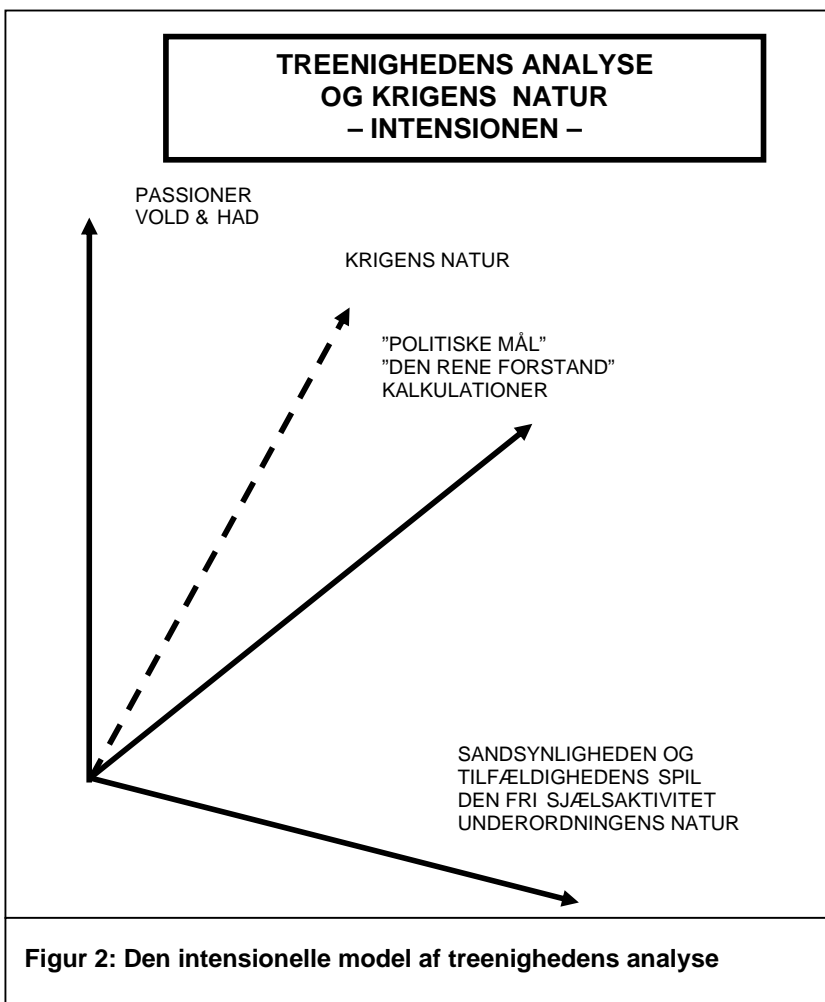 TREENIGHEDENS ANALYSE
OG KRIGENS NATUR
– INTENSIONEN –
PASSIONER
VOLD & HAD
KRIGENS NATUR
"POLITISKE MÅL"
"DEN RENE FORSTAND"
KALKULATIONER
SANDSYNLIGHEDEN OG
TILFÆLDIGHEDENS SPIL
DEN FRI SJÆLSAKTIVITET
UNDERORDNINGENS NATUR
Figur 2: Den intensionelle model af treenighedens analyse